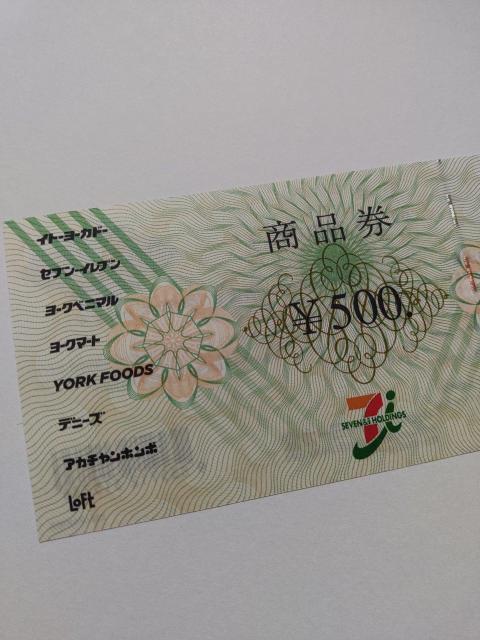 イトーヨーカドー
セブン-イレブン
ヨークベニマル
ヨークマート
YORK FOODS
デニーズ
アカチャンホンポ
Loft
商品券
¥500.
SEVEN&i HOLDINGS